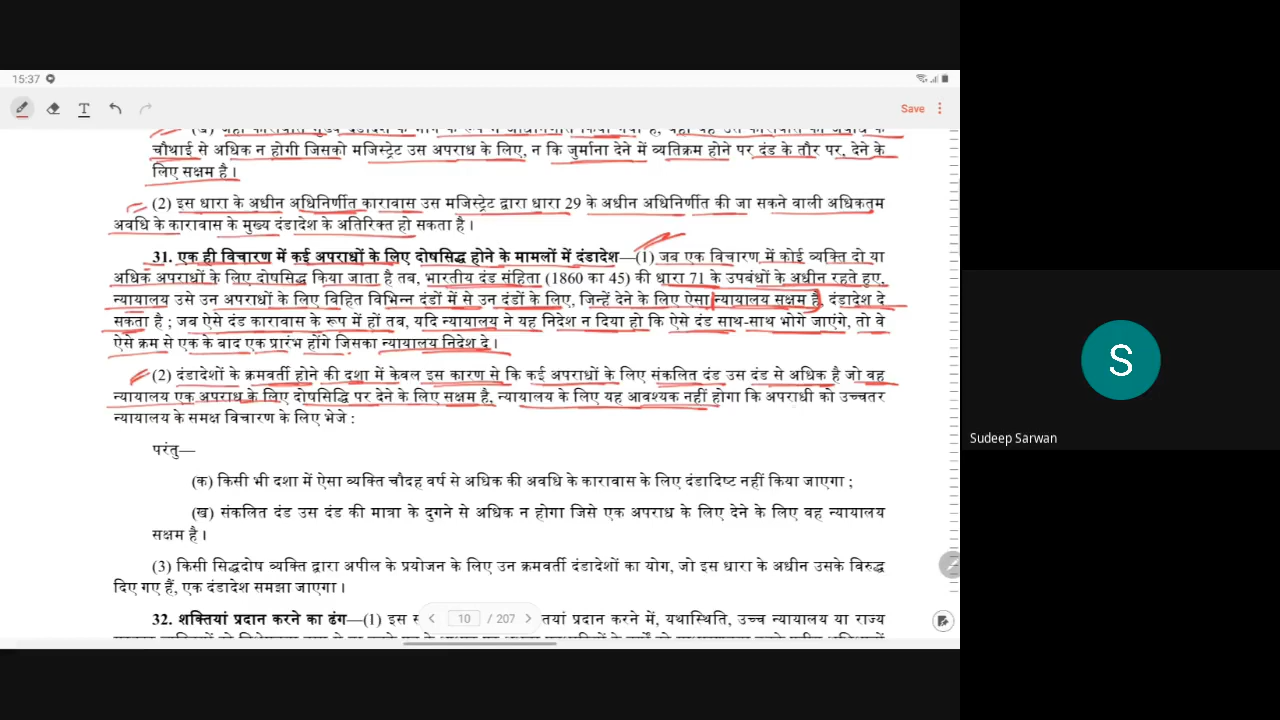 15:37
Save
(ख) जहां कारावास मुख्य दंडादेश के भाग के रूप में अधिनिर्णीत किया गया है, वहां वह उस कारावास की अवधि के
चौथाई से अधिक न होगी जिसको मजिस्ट्रेट उस अपराध के लिए, न कि जुर्माना देने में व्यतिक्रम होने पर दंड के तौर पर, देने के
लिए सक्षम है।
(2) इस धारा के अधीन अधिनिर्णीत कारावास उस मजिस्ट्रेट द्वारा धारा 29 के अधीन अधिनिर्णीत की जा सकने वाली अधिकतम
अवधि के कारावास के मुख्य दंडादेश के अतिरिक्त हो सकता है।
31. एक ही विचारण में कई अपराधों के लिए दोषसिद्ध होने के मामलों में दंडादेश—(1) जब एक विचारण में कोई व्यक्ति दो या
अधिक अपराधों के लिए दोषसिद्ध किया जाता है तब, भारतीय दंड संहिता (1860 का 45) की धारा 71 के उपबंधों के अधीन रहते हुए,
न्यायालय उसे उन अपराधों के लिए विहित विभिन्न दंडों में से उन दंडों के लिए, जिन्हें देने के लिए ऐसा न्यायालय सक्षम है, दंडादेश दे
सकता है ; जब ऐसे दंड कारावास के रूप में हों तब, यदि न्यायालय ने यह निदेश न दिया हो कि ऐसे दंड साथ-साथ भोगे जाएंगे, तो वे
ऐसे क्रम से एक के बाद एक प्रारंभ होंगे जिसका न्यायालय निदेश दे।
(2) दंडादेशों के क्रमवर्ती होने की दशा में केवल इस कारण से कि कई अपराधों के लिए संकलित दंड उस दंड से अधिक है जो वह
न्यायालय एक अपराध के लिए दोषसिद्धि पर देने के लिए सक्षम है, न्यायालय के लिए यह आवश्यक नहीं होगा कि अपराधी को उच्चतर
न्यायालय के समक्ष विचारण के लिए भेजे :
परंतु—
(क) किसी भी दशा में ऐसा व्यक्ति चौदह वर्ष से अधिक की अवधि के कारावास के लिए दंडादिष्ट नहीं किया जाएगा ;
(ख) संकलित दंड उस दंड की मात्रा के दुगने से अधिक न होगा जिसे एक अपराध के लिए देने के लिए वह न्यायालय
सक्षम है।
(3) किसी सिद्धदोष व्यक्ति द्वारा अपील के प्रयोजन के लिए उन क्रमवर्ती दंडादेशों का योग, जो इस धारा के अधीन उसके विरुद्ध
दिए गए हैं, एक दंडादेश समझा जाएगा।
32. शक्तियां प्रदान करने का ढंग—(1) इस तयां प्रदान करने में, यथास्थिति, उच्च न्यायालय या राज्य
10 / 207
S
Sudeep Sarwan